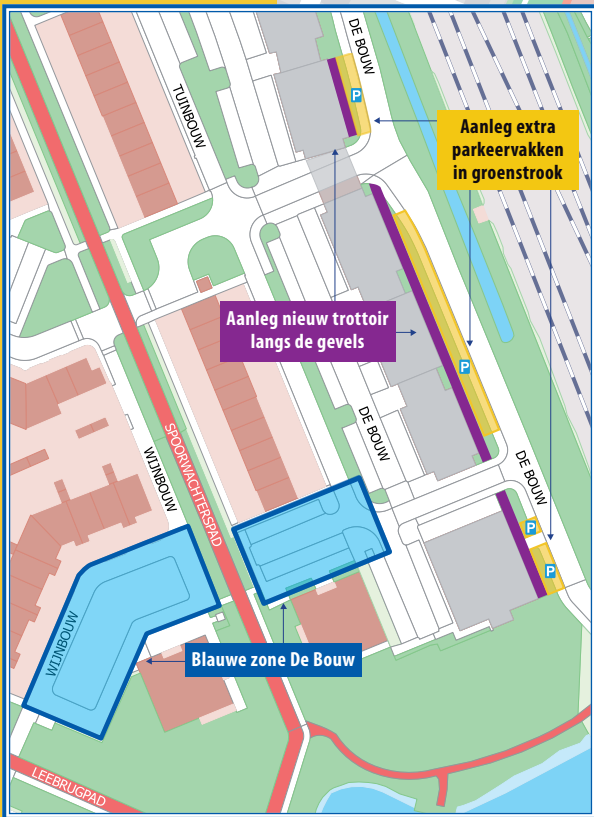 DE BOUW
TUINBOUW
P
Aanleg extra
parkeervakken
in groenstrook
Aanleg nieuw trottoir
langs de gevels
P
DE BOUW
SPOORWACHTERSPAD
WIJNBOUW
DE BOUW
P
P
WIJNBOUW
Blauwe zone De Bouw
LEEBRUGPAD